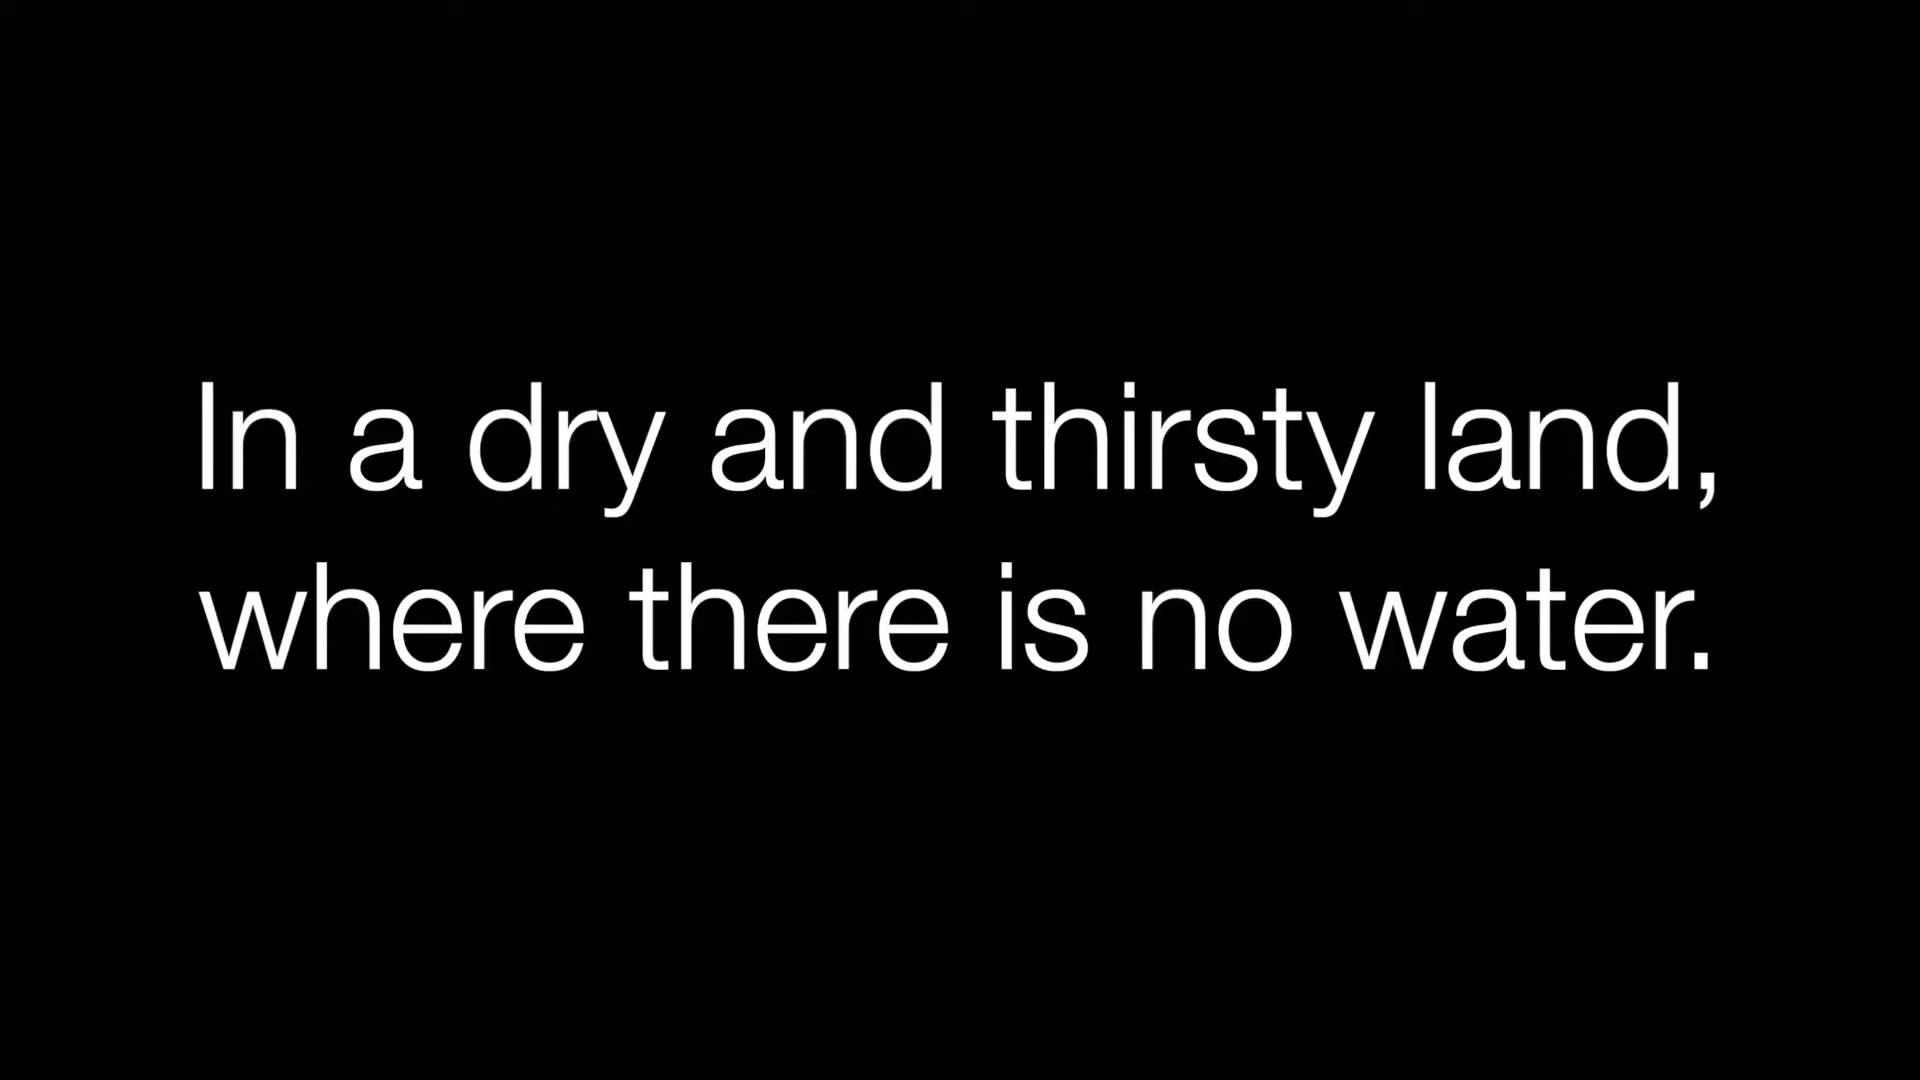 In a dry and thirsty land,
where there is no water.